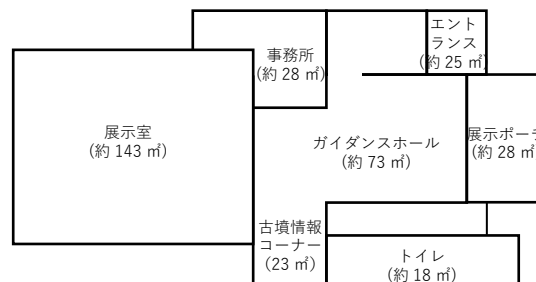 エント
ランス
(約 25 ㎡)
事務所
(約 28 ㎡)
展示室
(約 143 ㎡)
ガイダンスホール
(約 73 ㎡)
展示ポーチ
(約 28 ㎡
古墳情報
コーナー
(23 ㎡)
トイレ
(約 18 ㎡)